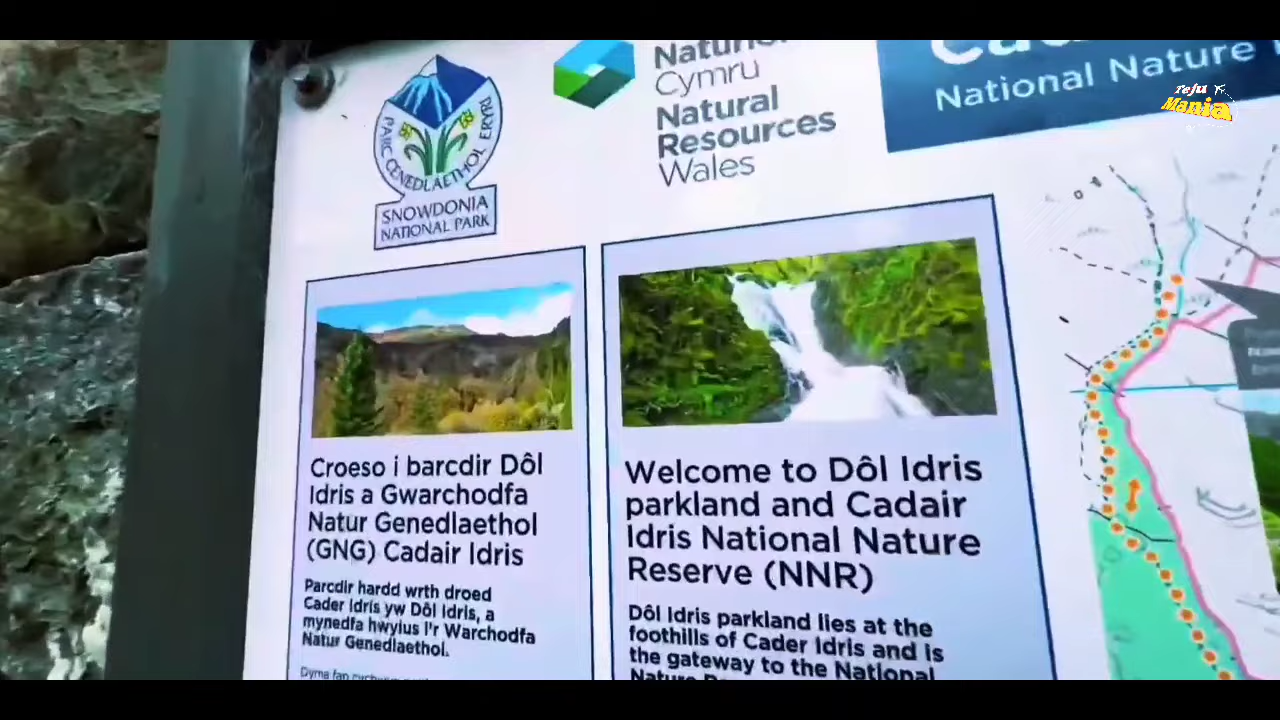 PARC CENEDLAETHOL ERYRI
SNOWDONIA
NATIONAL PARK
Cymru
Natural
Resources
Wales
National Nature
Teju
Mania
Croeso i barcdir Dôl
Idris a Gwarchodfa
Natur Genedlaethol
(GNG) Cadair Idris
Parcdir hardd wrth droed
Cader Idris yw Dôl Idris, a
mynedfa hwylus i'r Warchodfa
Natur Genedlaethol.
Welcome to Dôl Idris
parkland and Cadair
Idris National Nature
Reserve (NNR)
Dôl Idris parkland lies at the
foothills of Cader Idris and is
the gateway to the National